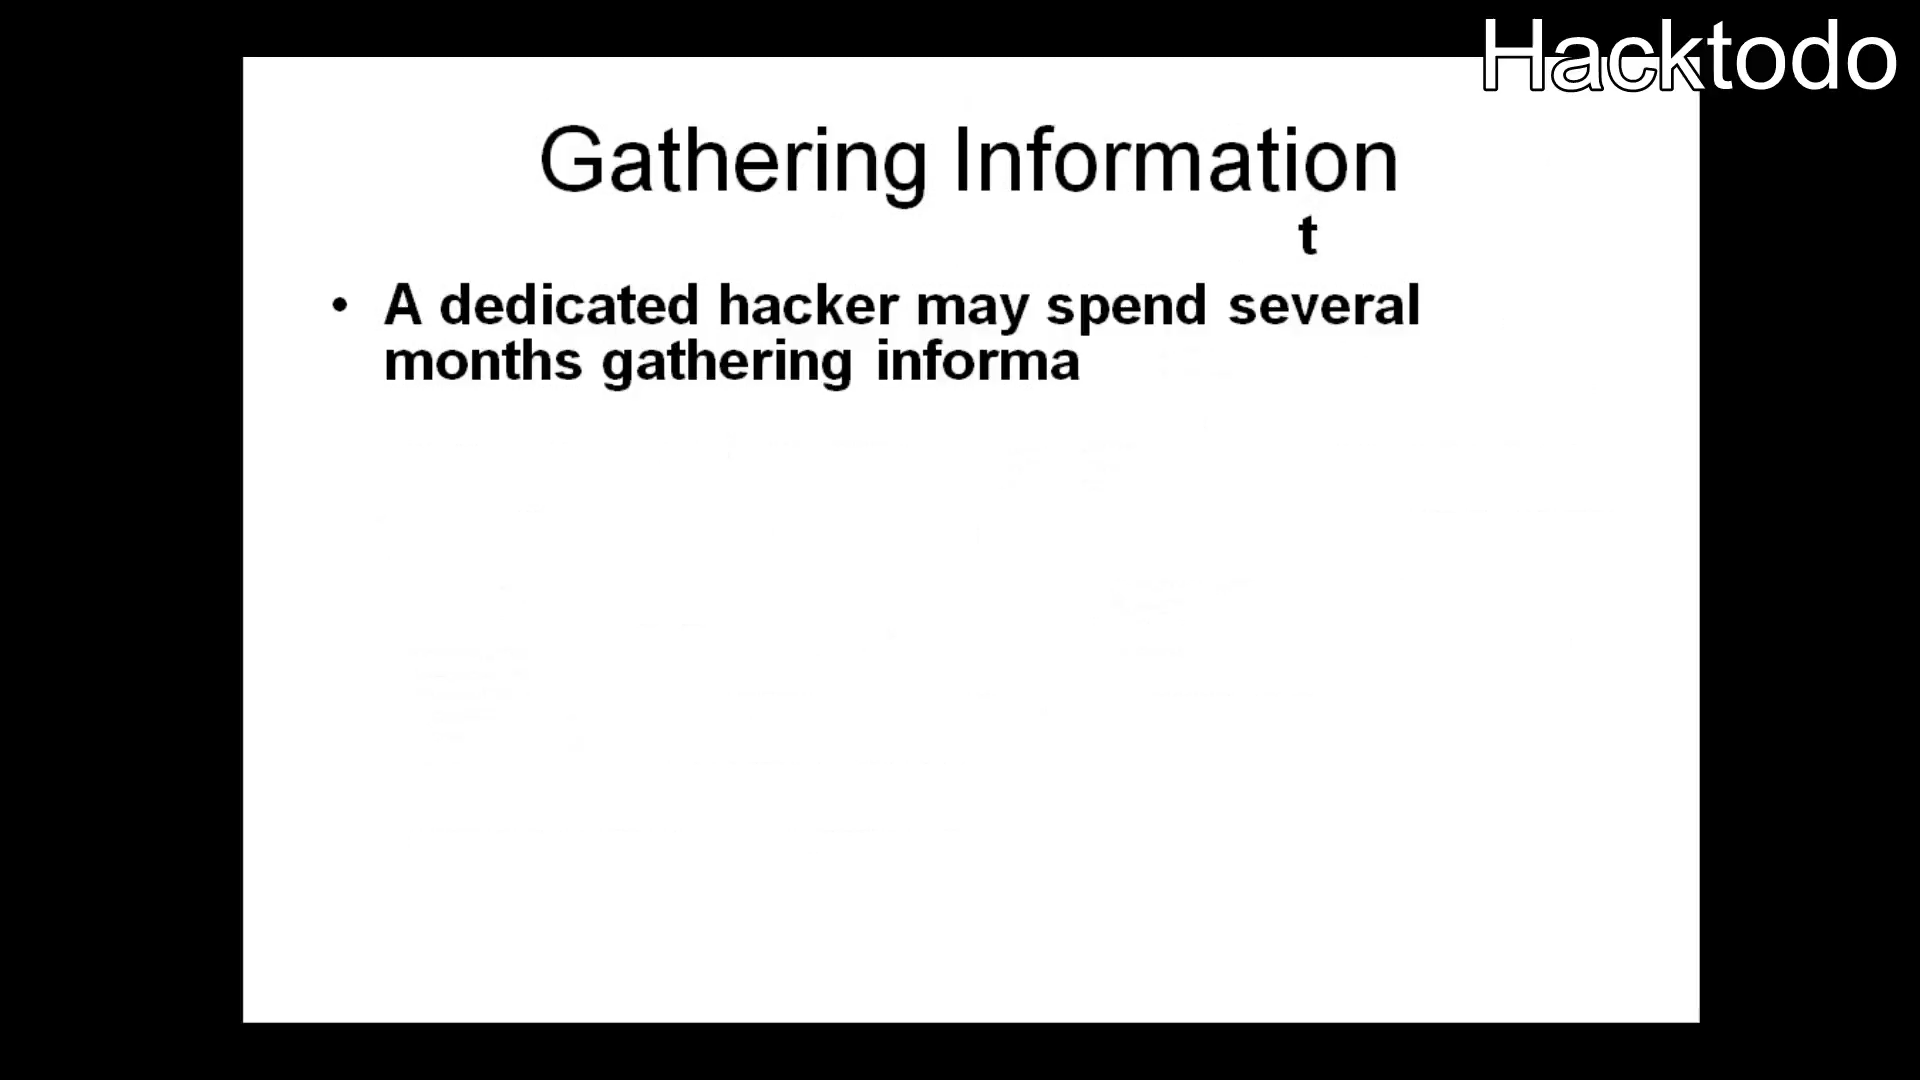 Hacktodo
Gathering Information
t
• A dedicated hacker may spend several
months gathering informa